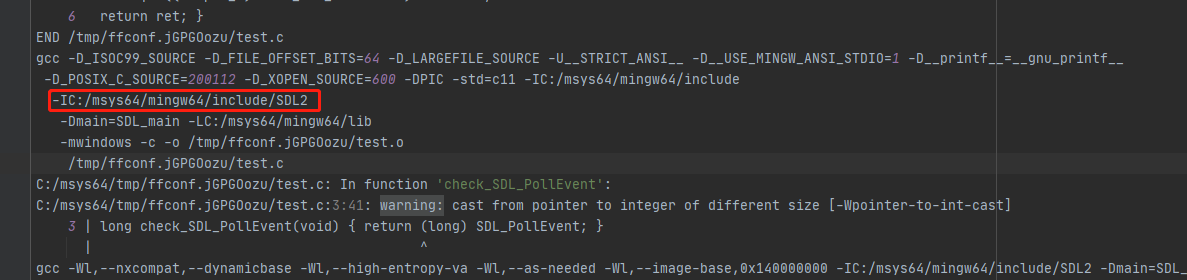 6 return ret; }
END /tmp/ffconf.jGPGOozu/test.c
gcc -D_ISOC99_SOURCE -D_FILE_OFFSET_BITS=64 -D_LARGEFILE_SOURCE -U__STRICT_ANSI__ -D__USE_MINGW_ANSI_STDIO=1 -D__printf__=__gnu_printf__
-D_POSIX_C_SOURCE=200112 -D_XOPEN_SOURCE=600 -DPIC -std=c11 -IC:/msys64/mingw64/include
-IC:/msys64/mingw64/include/SDL2
-Dmain=SDL_main -LC:/msys64/mingw64/lib
-mwindows -c -o /tmp/ffconf.jGPGOozu/test.o
/tmp/ffconf.jGPGOozu/test.c
C:/msys64/tmp/ffconf.jGPGOozu/test.c: In function 'check_SDL_PollEvent':
C:/msys64/tmp/ffconf.jGPGOozu/test.c:3:41: warning: cast from pointer to integer of different size [-Wpointer-to-int-cast]
3 | long check_SDL_PollEvent(void) { return (long) SDL_PollEvent; }
| ^
gcc -Wl,--nxcompat,--dynamicbase -Wl,--high-entropy-va -Wl,--as-needed -Wl,--image-base,0x140000000 -IC:/msys64/mingw64/include/SDL2 -Dmain=SDL_